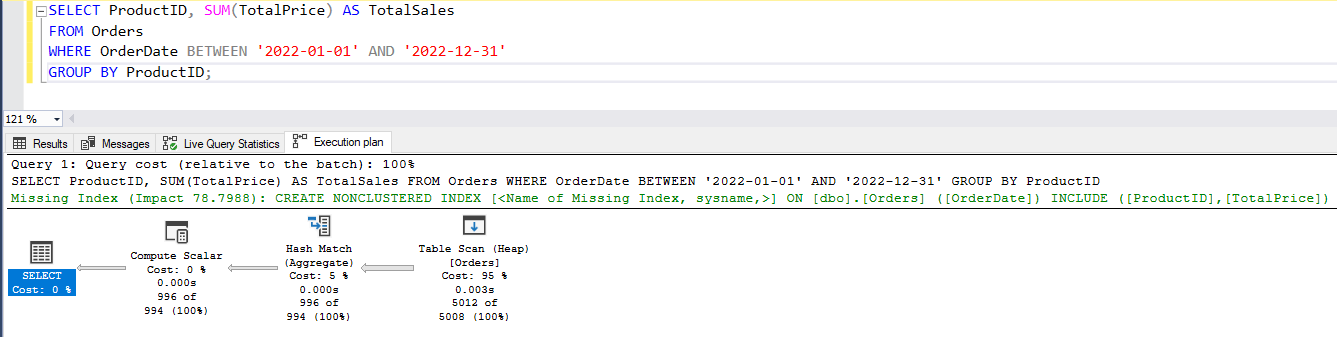 SELECT ProductID, SUM(TotalPrice) AS TotalSales
FROM Orders
WHERE OrderDate BETWEEN '2022-01-01' AND '2022-12-31'
GROUP BY ProductID;
121 %
Results Messages Live Query Statistics Execution plan
Query 1: Query cost (relative to the batch): 100%
SELECT ProductID, SUM(TotalPrice) AS TotalSales FROM Orders WHERE OrderDate BETWEEN '2022-01-01' AND '2022-12-31' GROUP BY ProductID
Missing Index (Impact 78.7988): CREATE NONCLUSTERED INDEX [<Name of Missing Index, sysname,>] ON [dbo].[Orders] ([OrderDate]) INCLUDE ([ProductID],[TotalPrice])
SELECT
Cost: 0 %
Compute Scalar
Cost: 0 %
0.000s
996 of
994 (100%)
Hash Match
(Aggregate)
Cost: 5 %
0.000s
996 of
994 (100%)
Table Scan (Heap)
[Orders]
Cost: 95 %
0.003s
5012 of
5008 (100%)